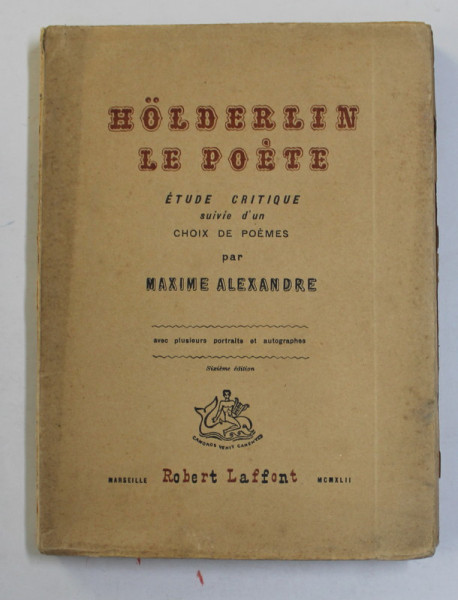 HÖLDERLIN
LE POÈTE
ÉTUDE CRITIQUE
suivie d'un
CHOIX DE POÈMES
par
MAXIME ALEXANDRE
avec plusieurs portraits et autographes
Sixième édition
MARSEILLE Robert Laffont MCMXLII